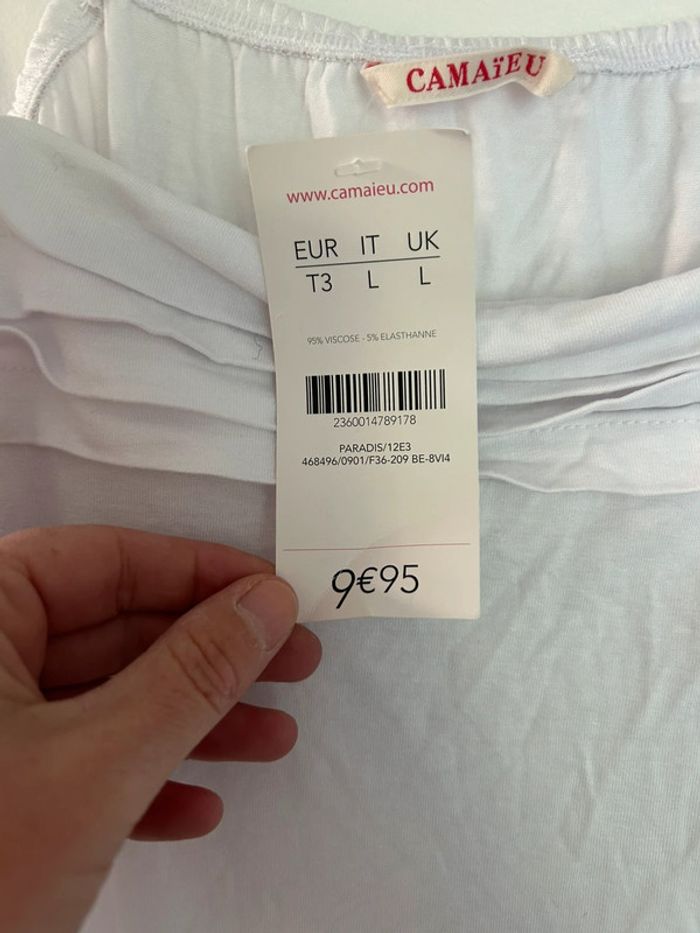 CAMAïEU
www.camaieu.com
EUR IT UK
T3 L L
95% VISCOSE - 5% ELASTHANNE
2360014789178
PARADIS/12E3
468496/0901/F36-209 BE-8VI4
9€95